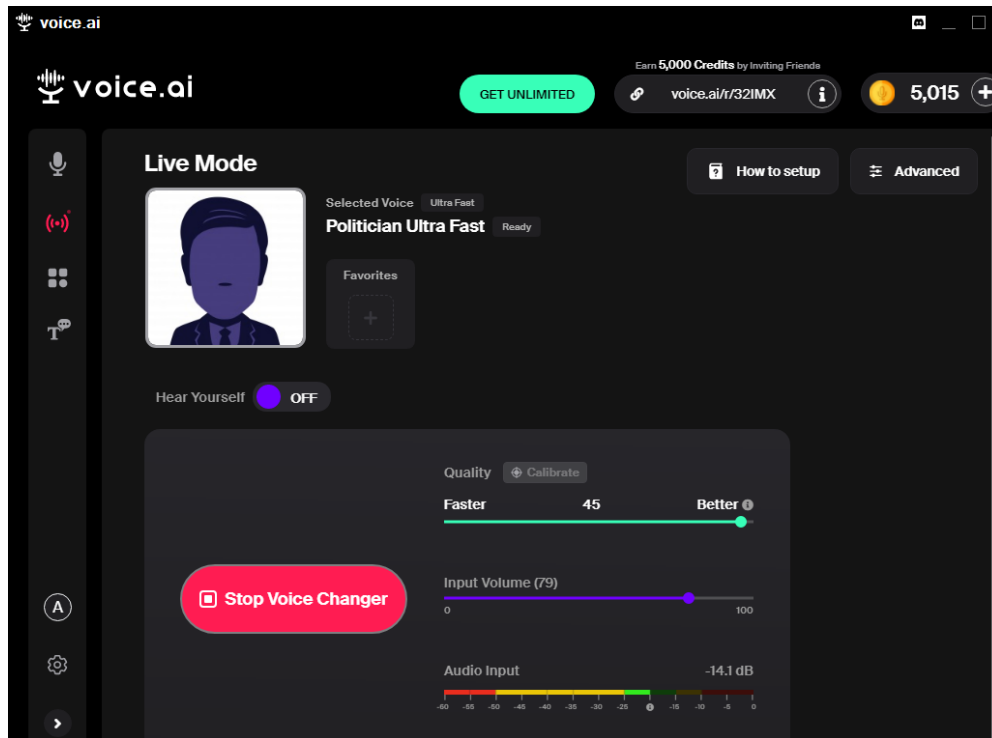 voice.ai
voice.ai
GET UNLIMITED
Earn 5,000 Credits by Inviting Friends
voice.ai/r/32IMX
5,015
Live Mode
How to setup
Advanced
Selected Voice Ultra Fast
Politician Ultra Fast Ready
Favorites
Hear Yourself OFF
Quality Calibrate
Faster 45 Better
Stop Voice Changer
Input Volume (79)
0 100
A
Audio Input -14.1 dB
-60 -55 -50 -45 -40 -35 -30 -25 -15 -10 -5 0